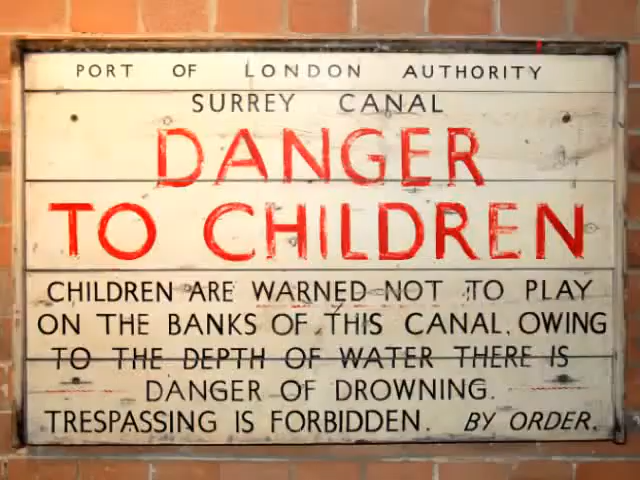 PORT OF LONDON AUTHORITY
SURREY CANAL
DANGER
TO CHILDREN
CHILDREN ARE WARNED NOT TO PLAY
ON THE BANKS OF THIS CANAL, OWING
TO THE DEPTH OF WATER THERE IS
DANGER OF DROWNING.
TRESPASSING IS FORBIDDEN. BY ORDER.